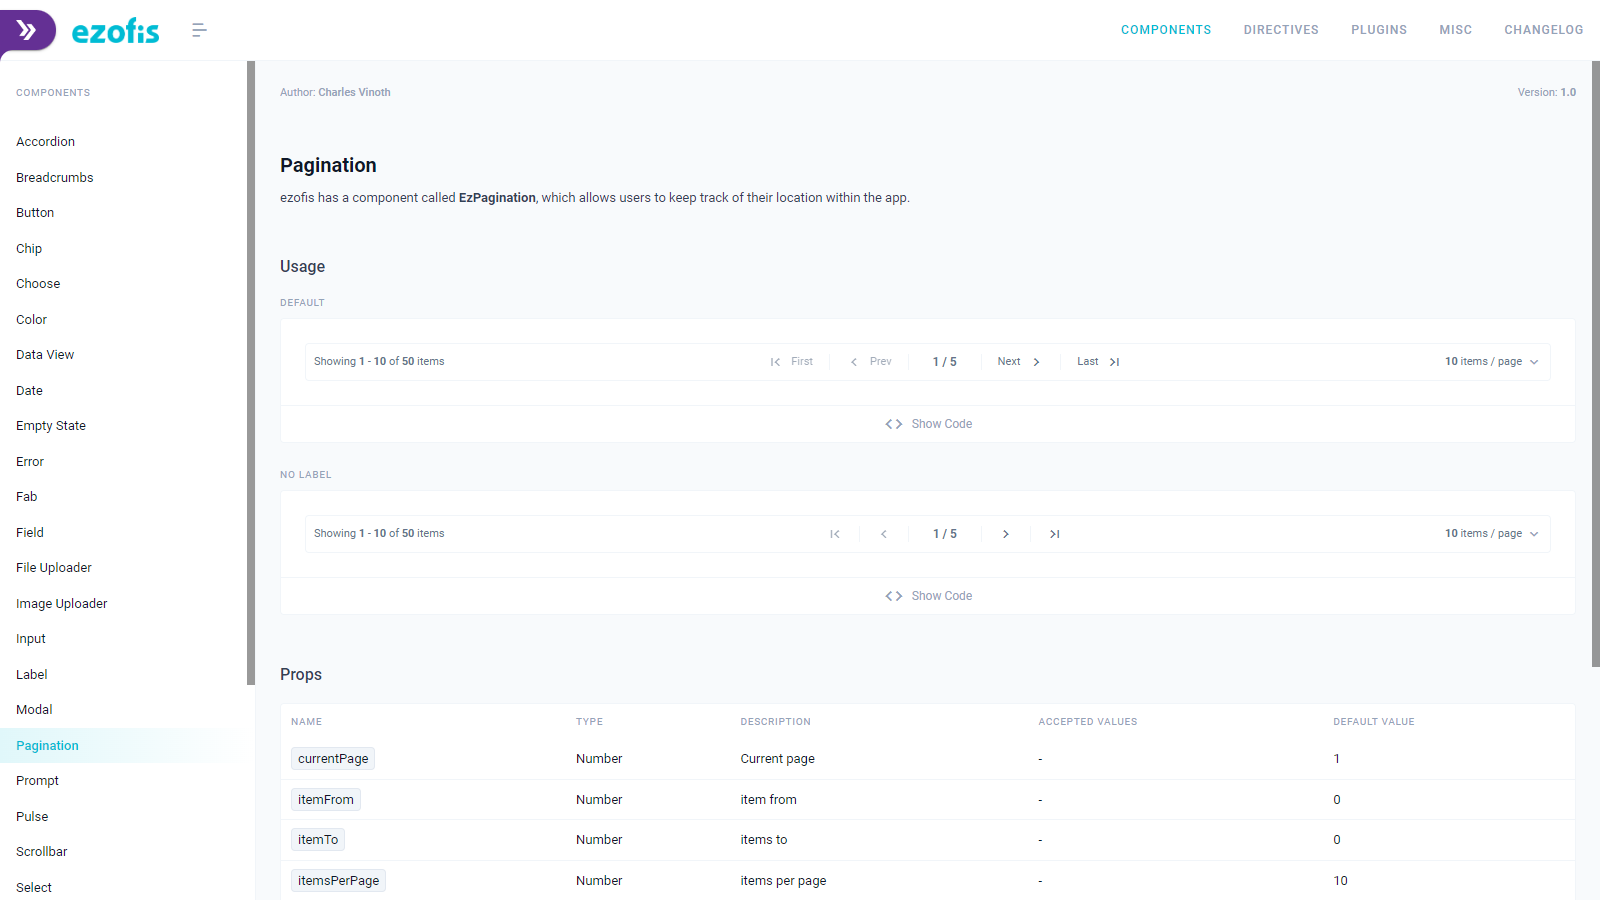 ezofis
COMPONENTS DIRECTIVES PLUGINS MISC CHANGELOG
COMPONENTS
Accordion
Breadcrumbs
Button
Chip
Choose
Color
Data View
Date
Empty State
Error
Fab
Field
File Uploader
Image Uploader
Input
Label
Modal
Pagination
Prompt
Pulse
Scrollbar
Select
Author: Charles Vinoth Version: 1.0
Pagination
ezofis has a component called EzPagination, which allows users to keep track of their location within the app.
Usage
DEFAULT
Showing 1 - 10 of 50 items First Prev 1 / 5 Next Last 10 items / page
Show Code
NO LABEL
Showing 1 - 10 of 50 items 1 / 5 10 items / page
Show Code
Props
NAME TYPE DESCRIPTION ACCEPTED VALUES DEFAULT VALUE
currentPage Number Current page - 1
itemFrom Number item from - 0
itemTo Number items to - 0
itemsPerPage Number items per page - 10